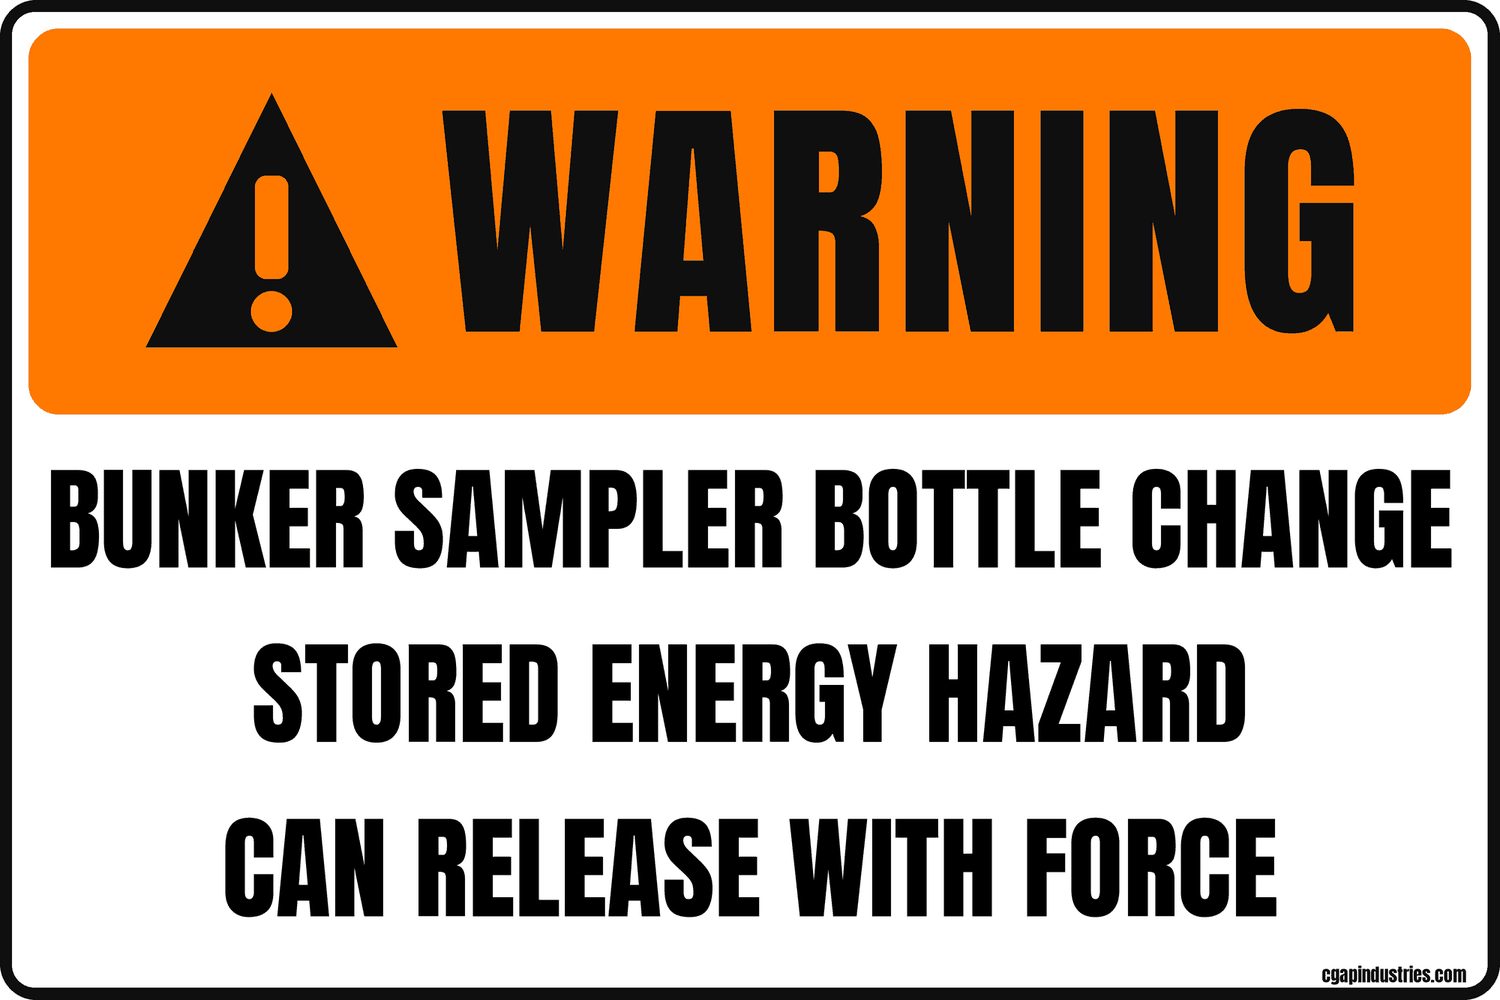 WARNING
BUNKER SAMPLER BOTTLE CHANGE
STORED ENERGY HAZARD
CAN RELEASE WITH FORCE
cgapindustries.com